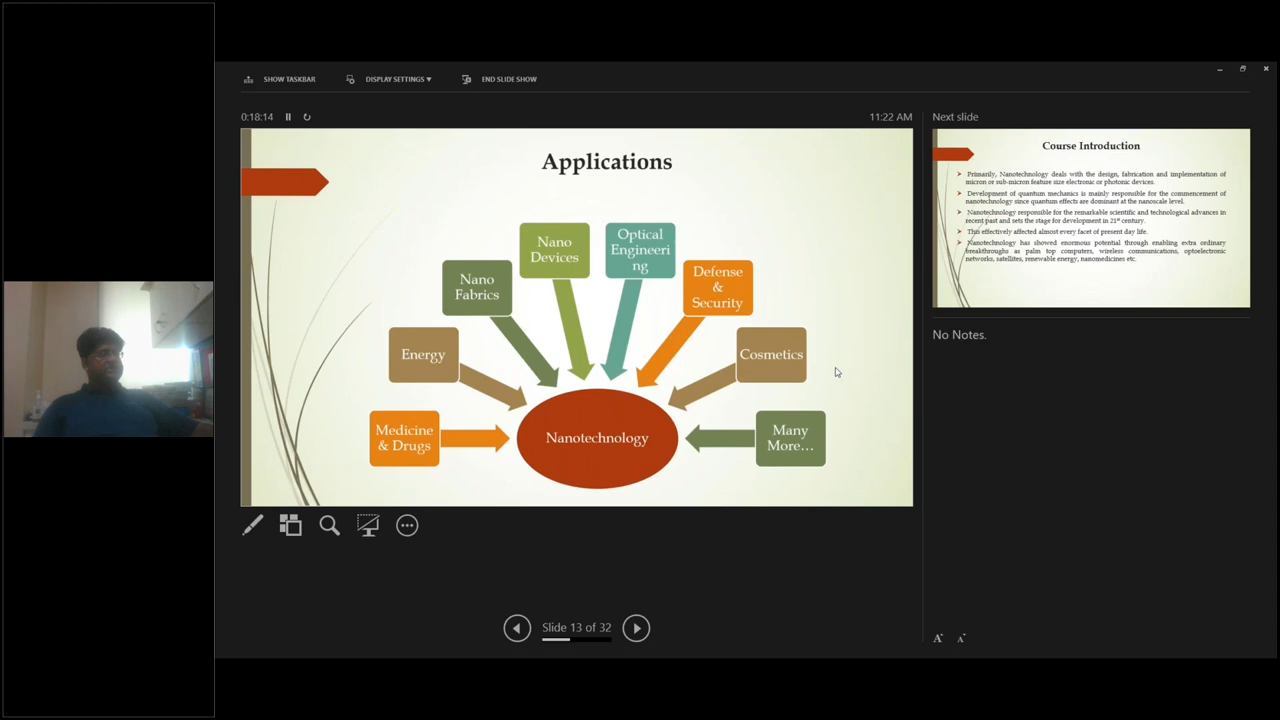 SHOW TASKBAR
DISPLAY SETTINGS ▾
END SLIDE SHOW
0:18:14
11:22 AM
Applications
Nano
Devices
Optical
Engineeri
ng
Nano
Fabrics
Defense
&
Security
Energy
Cosmetics
Medicine
& Drugs
Nanotechnology
Many
More...
Slide 13 of 32
Next slide
Course Introduction
Primarily, Nanotechnology deals with the design, fabrication and implementation of
micron or sub-micron feature size electronic or photonic devices.
Development of quantum mechanics is mainly responsible for the commencement of
nanotechnology since quantum effects are dominant at the nanoscale level.
Nanotechnology responsible for the remarkable scientific and technological advances in
recent past and sets the stage for development in 21st century.
This effectively affected almost every facet of present day life.
Nanotechnology has showed enormous potential through enabling extra ordinary
breakthroughs as palm top computers, wireless communications, optoelectronic
networks, satellites, renewable energy, nanomedicines etc.
No Notes.
A A